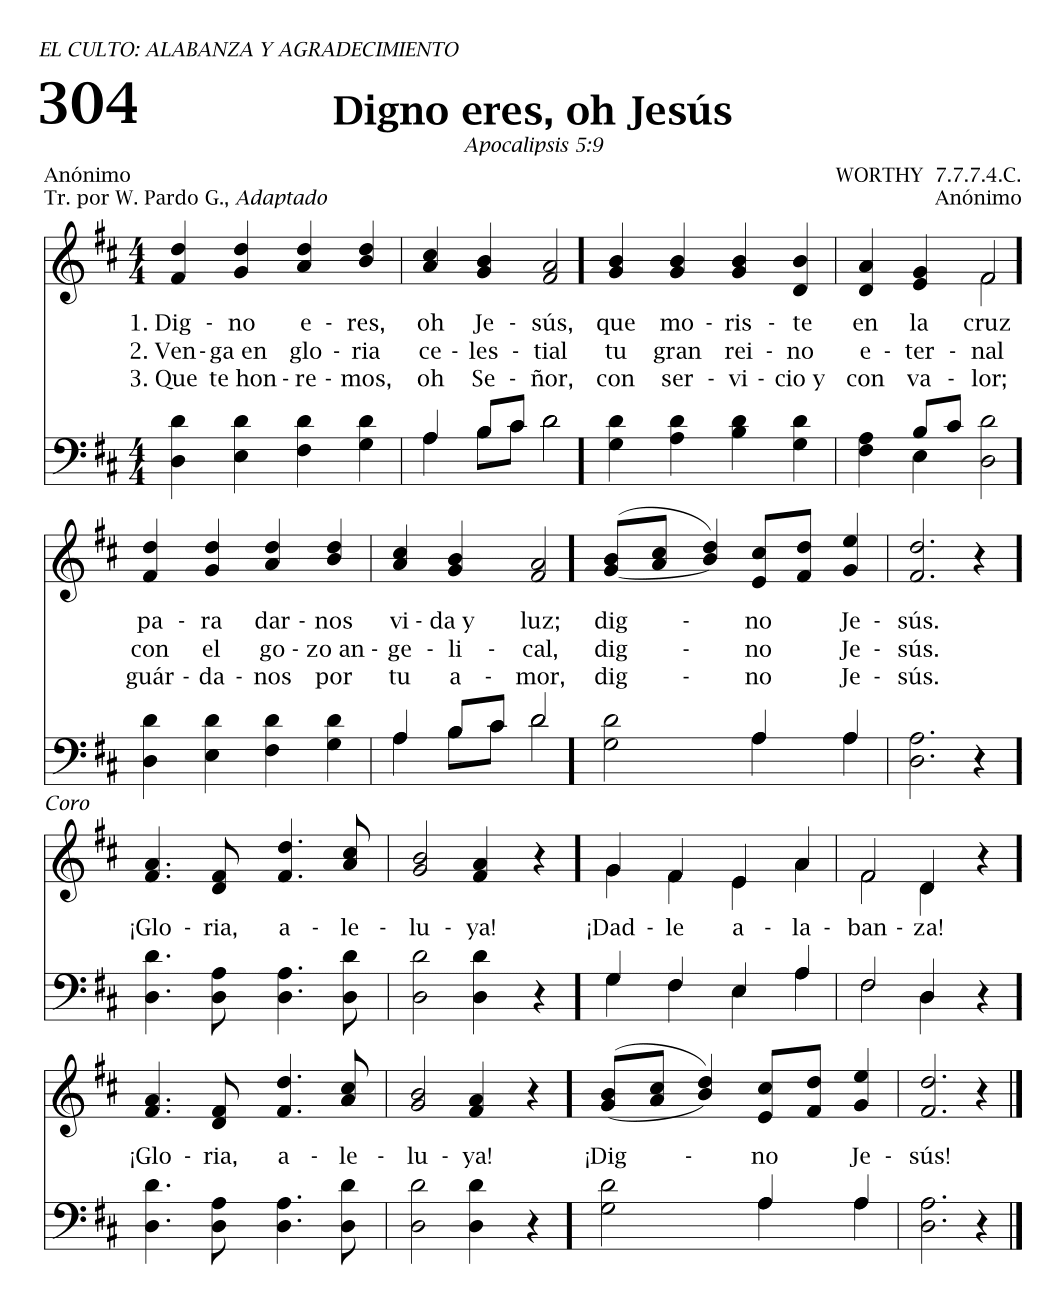 EL CULTO: ALABANZA Y AGRADECIMIENTO
304
Digno eres, oh Jesús
Apocalipsis 5:9
Anónimo
WORTHY 7.7.7.4.C.
Tr. por W. Pardo G., Adaptado
Anónimo
1. Dig - no e - res, oh Je - sús, que mo - ris - te en la cruz
2. Ven - ga en glo - ria ce - les - tial tu gran rei - no e - ter - nal
3. Que te hon - re - mos, oh Se - ñor, con ser - vi - cio y con va - lor;
pa - ra dar - nos vi - da y luz; dig - no Je - sús.
con el go - zo an - ge - li - cal, dig - no Je - sús.
guár - da - nos por tu a - mor, dig - no Je - sús.
Coro
¡Glo - ria, a - le - lu - ya! ¡Dad - le a - la - ban - za!
¡Glo - ria, a - le - lu - ya! ¡Dig - no Je - sús!